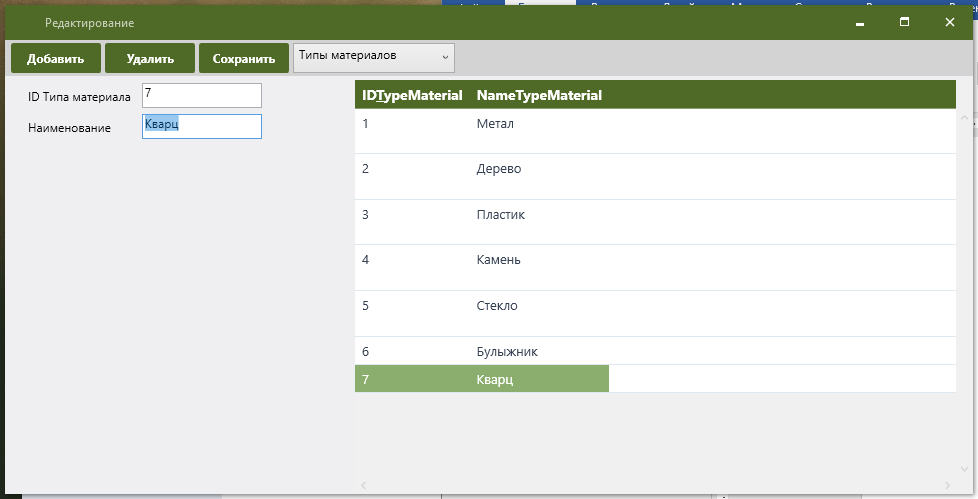 Редактирование
Добавить Удалить Сохранить Типы материалов
ID Типа материала 7
Наименование Кварц
IDTypeMaterial NameTypeMaterial
1 Метал
2 Дерево
3 Пластик
4 Камень
5 Стекло
6 Булыжник
7 Кварц